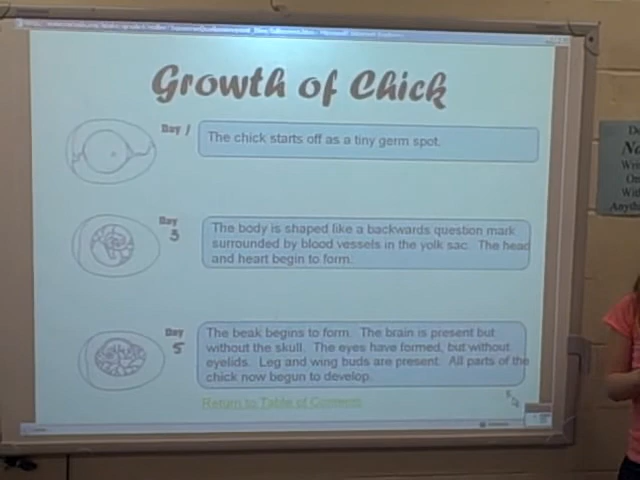 Growth of Chick
Day 1
The chick starts off as a tiny germ spot.
Day
3
The body is shaped like a backwards question mark
surrounded by blood vessels in the yolk sac. The head
and heart begin to form.
Day
5
The beak begins to form. The brain is present but
without the skull. The eyes have formed, but without
eyelids. Leg and wing buds are present. All parts of the
chick now begun to develop.
Return to Table of Contents